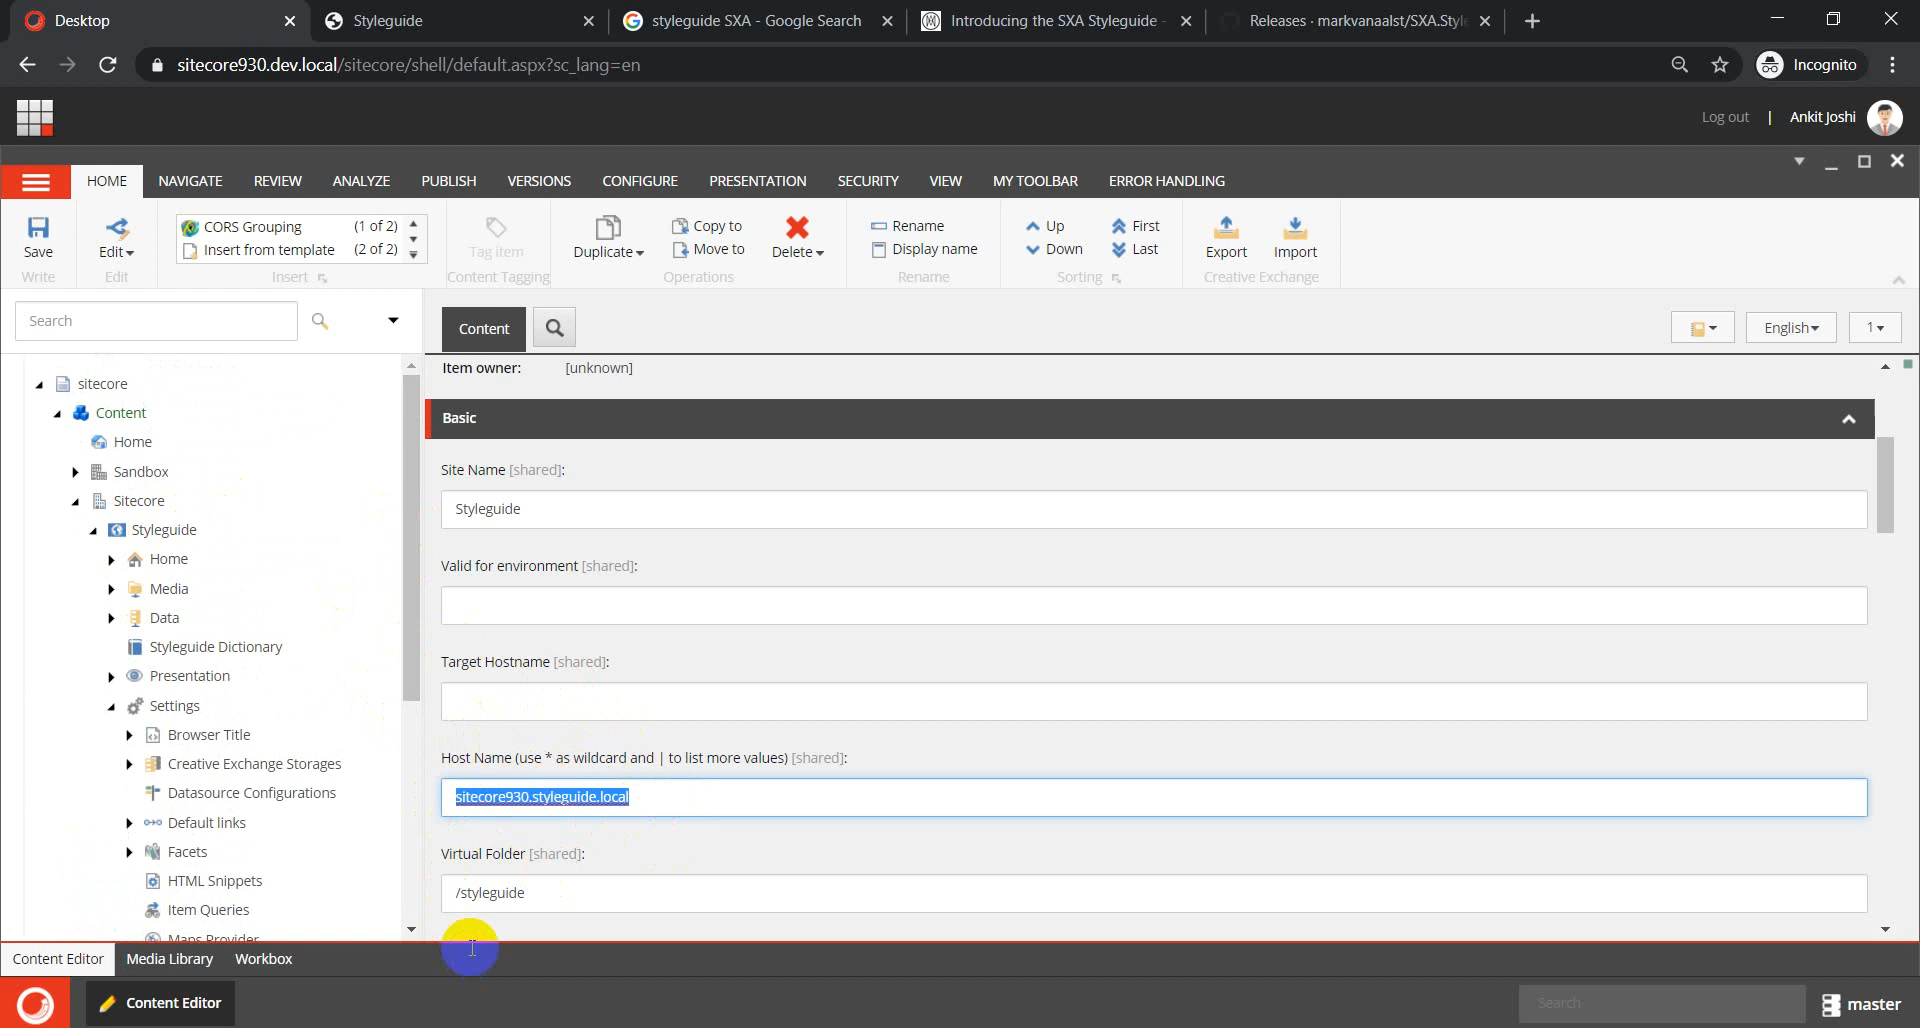 Desktop
Styleguide
styleguide SXA - Google Search
Introducing the SXA Styleguide -
Releases · markvanaalst/SXA.Style
sitecore930.dev.local/sitecore/shell/default.aspx?sc_lang=en
Incognito
Log out | Ankit Joshi
HOME NAVIGATE REVIEW ANALYZE PUBLISH VERSIONS CONFIGURE PRESENTATION SECURITY VIEW MY TOOLBAR ERROR HANDLING
Save
Write
Edit
Edit
CORS Grouping (1 of 2)
Insert from template (2 of 2)
Insert
Tag item
Content Tagging
Duplicate
Copy to
Move to
Delete
Operations
Rename
Display name
Rename
Up
Down
First
Last
Sorting
Export
Import
Creative Exchange
Search
Content
English
1
sitecore
Content
Home
Sandbox
Sitecore
Styleguide
Home
Media
Data
Styleguide Dictionary
Presentation
Settings
Browser Title
Creative Exchange Storages
Datasource Configurations
Default links
Facets
HTML Snippets
Item Queries
Maps Provider
Item owner: [unknown]
Basic
Site Name [shared]:
Styleguide
Valid for environment [shared]:
Target Hostname [shared]:
Host Name (use * as wildcard and | to list more values) [shared]:
sitecore930.styleguide.local
Virtual Folder [shared]:
/styleguide
Content Editor Media Library Workbox
Content Editor
Search
master